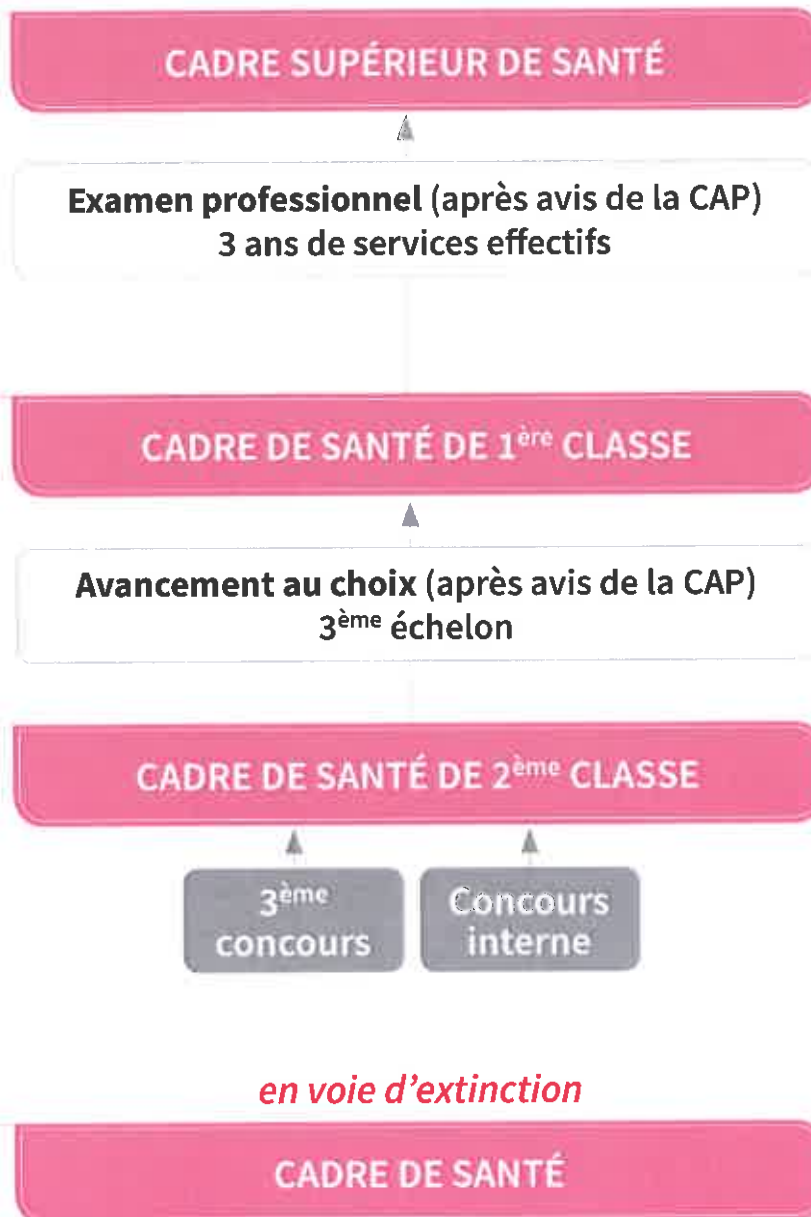 CADRE SUPÉRIEUR DE SANTÉ
Examen professionnel (après avis de la CAP)
3 ans de services effectifs
CADRE DE SANTÉ DE 1ère CLASSE
Avancement au choix (après avis de la CAP)
3ème échelon
CADRE DE SANTÉ DE 2ème CLASSE
3ème
concours
Concours
interne
en voie d'extinction
CADRE DE SANTÉ